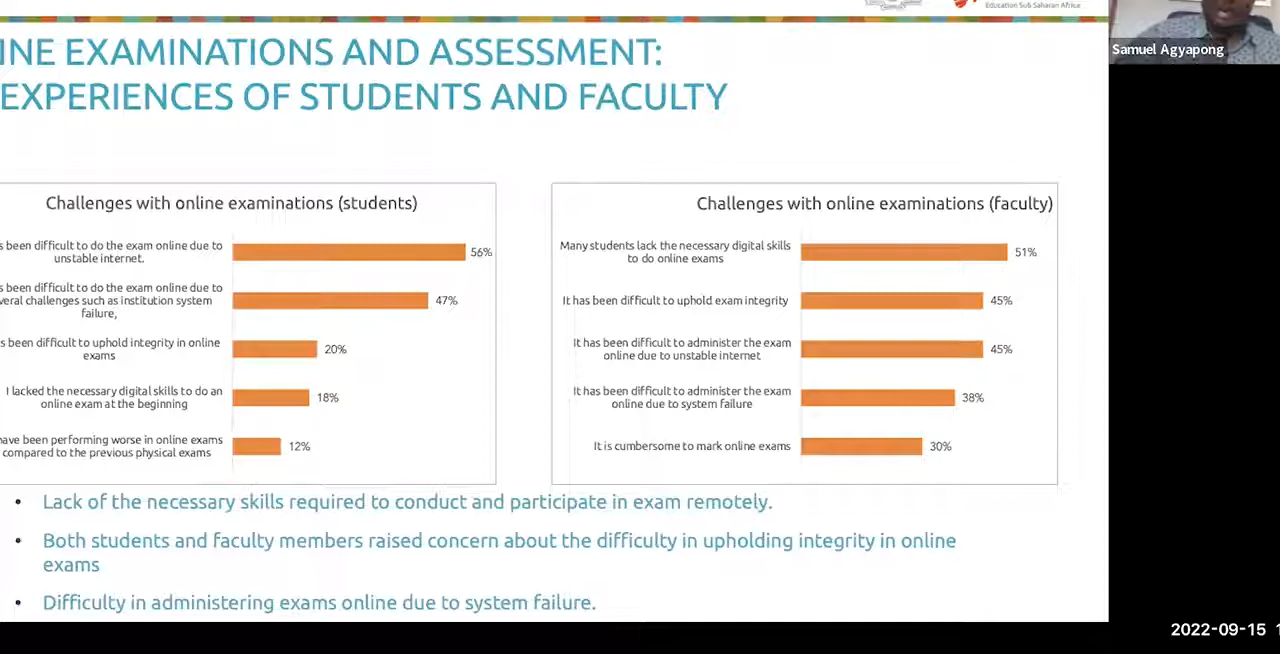 Education Sub Saharan Africa
Samuel Agyapong
INE EXAMINATIONS AND ASSESSMENT:
EXPERIENCES OF STUDENTS AND FACULTY
Challenges with online examinations (students)
s been difficult to do the exam online due to
unstable internet.
56%
s been difficult to do the exam online due to
veral challenges such as institution system
failure,
47%
s been difficult to uphold integrity in online
exams
20%
I lacked the necessary digital skills to do an
online exam at the beginning
18%
have been performing worse in online exams
compared to the previous physical exams
12%
Challenges with online examinations (faculty)
Many students lack the necessary digital skills
to do online exams
51%
It has been difficult to uphold exam integrity
45%
It has been difficult to administer the exam
online due to unstable internet
45%
It has been difficult to administer the exam
online due to system failure
38%
It is cumbersome to mark online exams
30%
• Lack of the necessary skills required to conduct and participate in exam remotely.
• Both students and faculty members raised concern about the difficulty in upholding integrity in online
exams
• Difficulty in administering exams online due to system failure.
2022-09-15 1